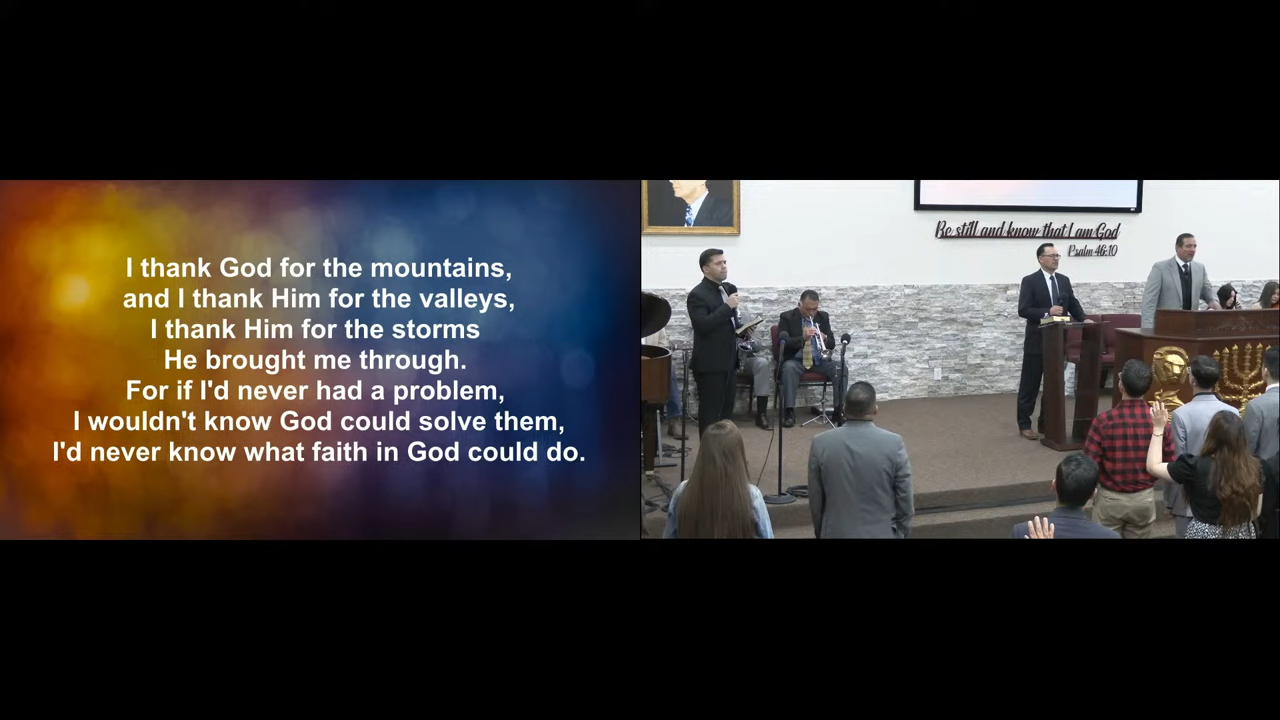 I thank God for the mountains,
and I thank Him for the valleys,
I thank Him for the storms
He brought me through.
For if I'd never had a problem,
I wouldn't know God could solve them,
I'd never know what faith in God could do.
Be still and know that I am God
Psalm 46:10